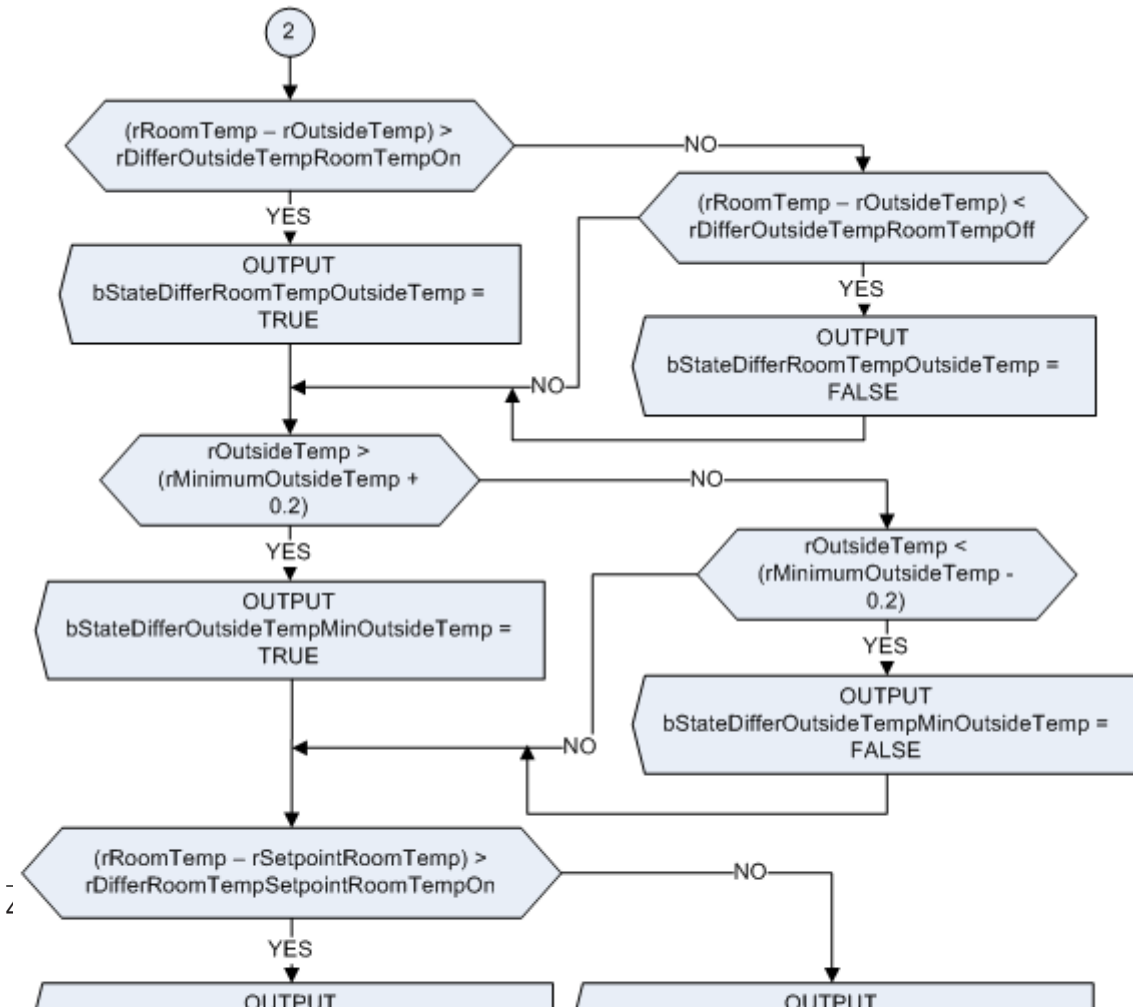 2
(rRoomTemp – rOutsideTemp) >
rDifferOutsideTempRoomTempOn
NO
(rRoomTemp – rOutsideTemp) <
rDifferOutsideTempRoomTempOff
YES
OUTPUT
bStateDifferRoomTempOutsideTemp =
TRUE
YES
OUTPUT
bStateDifferRoomTempOutsideTemp =
FALSE
NO
rOutsideTemp >
(rMinimumOutsideTemp +
0.2)
NO
rOutsideTemp <
(rMinimumOutsideTemp -
0.2)
YES
OUTPUT
bStateDifferOutsideTempMinOutsideTemp =
TRUE
YES
OUTPUT
bStateDifferOutsideTempMinOutsideTemp =
FALSE
NO
(rRoomTemp – rSetpointRoomTemp) >
rDifferRoomTempSetpointRoomTempOn
NO
YES
OUTPUT
OUTPUT